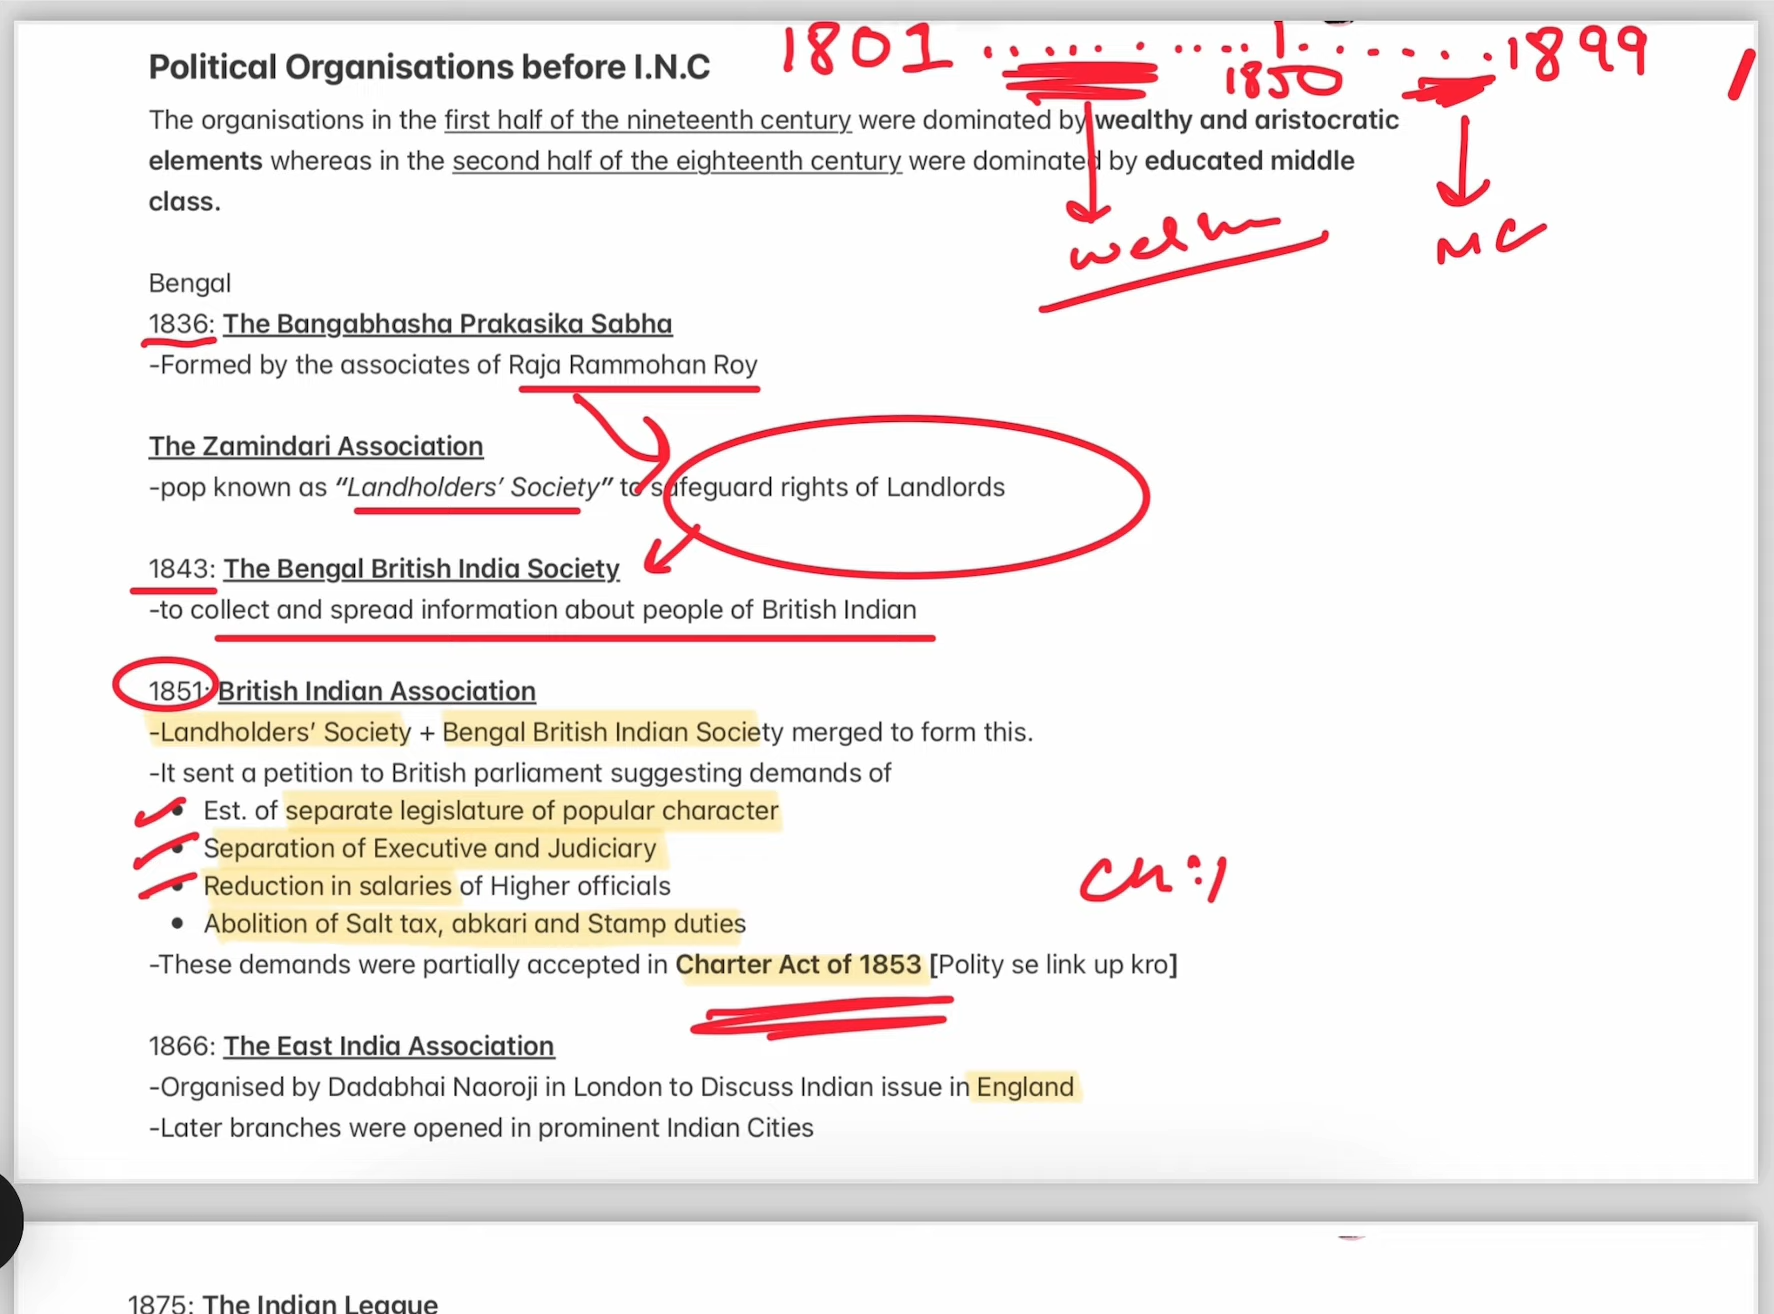 1801 1850 1899
Political Organisations before I.N.C
The organisations in the first half of the nineteenth century were dominated by wealthy and aristocratic
elements whereas in the second half of the eighteenth century were dominated by educated middle
class.
MC
Bengal
1836: The Bangabhasha Prakasika Sabha
-Formed by the associates of Raja Rammohan Roy
The Zamindari Association
-pop known as “Landholders’ Society” to safeguard rights of Landlords
1843: The Bengal British India Society
-to collect and spread information about people of British Indian
1851: British Indian Association
-Landholders’ Society + Bengal British Indian Society merged to form this.
-It sent a petition to British parliament suggesting demands of
• Est. of separate legislature of popular character
• Separation of Executive and Judiciary
• Reduction in salaries of Higher officials
• Abolition of Salt tax, abkari and Stamp duties
-These demands were partially accepted in Charter Act of 1853 [Polity se link up kro]
1866: The East India Association
-Organised by Dadabhai Naoroji in London to Discuss Indian issue in England
-Later branches were opened in prominent Indian Cities
1875: The Indian League